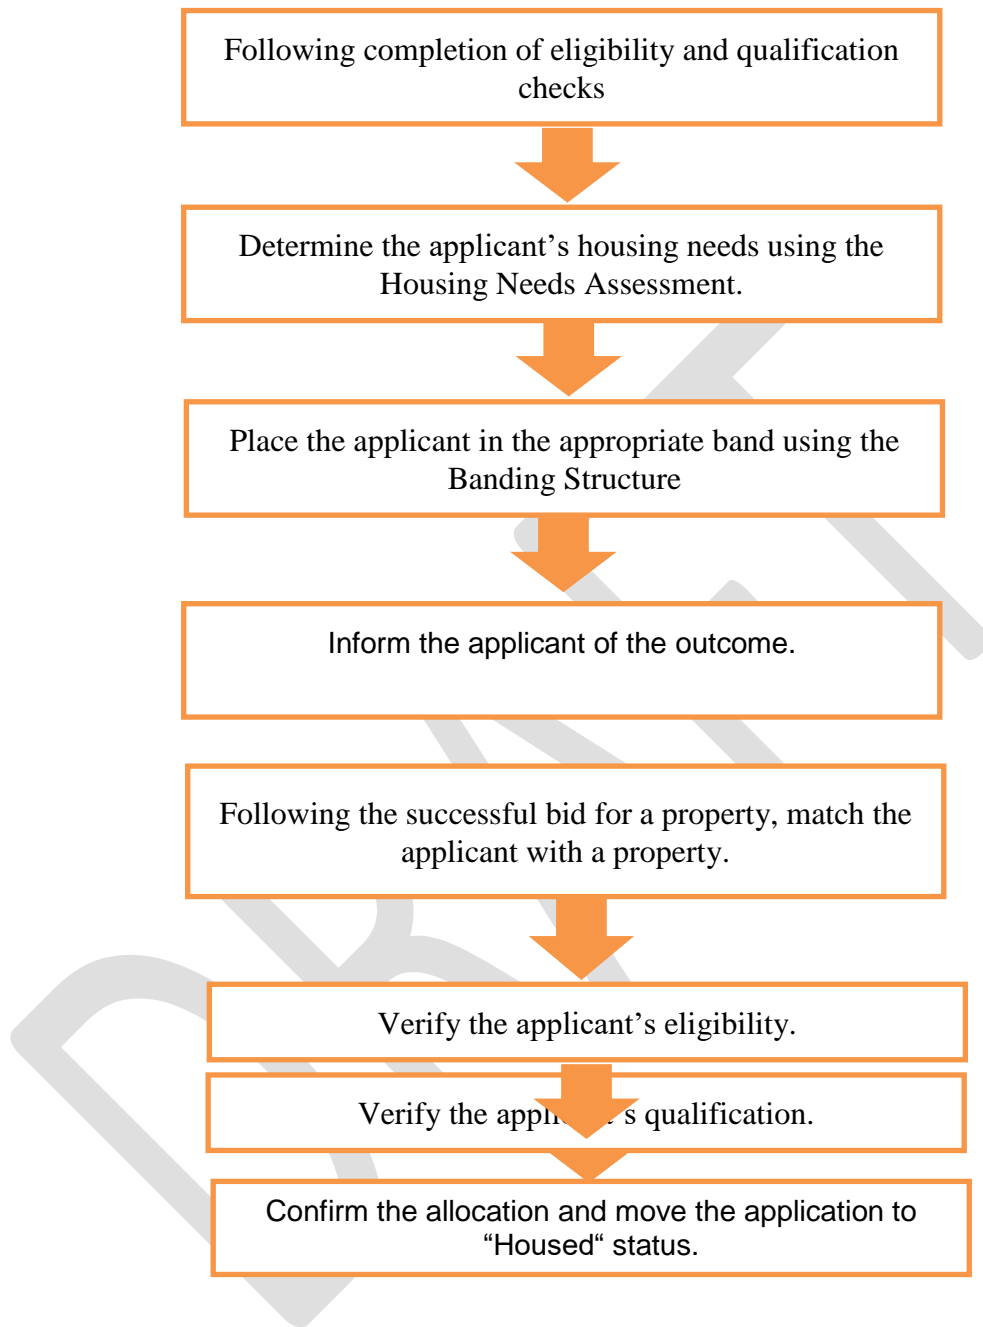 Following completion of eligibility and qualification
checks
Determine the applicant’s housing needs using the
Housing Needs Assessment.
Place the applicant in the appropriate band using the
Banding Structure
Inform the applicant of the outcome.
Following the successful bid for a property, match the
applicant with a property.
Verify the applicant’s eligibility.
Verify the applicant’s qualification.
Confirm the allocation and move the application to
“Housed“ status.
DRAFT